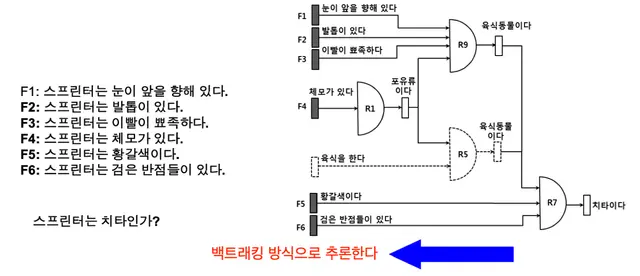 F1: 스프린터는 눈이 앞을 향해 있다.
F2: 스프린터는 발톱이 있다.
F3: 스프린터는 이빨이 뾰족하다.
F4: 스프린터는 체모가 있다.
F5: 스프린터는 황갈색이다.
F6: 스프린터는 검은 반점들이 있다.
스프린터는 치타인가?
F1 눈이 앞을 향해 있다
F2 발톱이 있다
F3 이빨이 뾰족하다
R9
육식동물이다
F4 체모가 있다
R1
포유류
이다
육식을 한다
R5
육식동물
이다
F5 황갈색이다
F6 검은 반점들이 있다
R7
치타이다
백트래킹 방식으로 추론한다